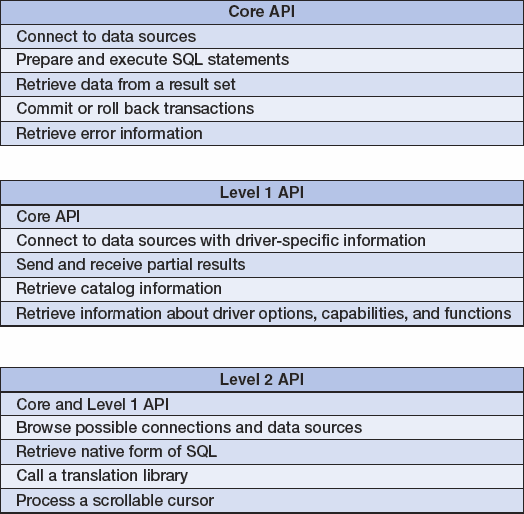 Core API
Connect to data sources
Prepare and execute SQL statements
Retrieve data from a result set
Commit or roll back transactions
Retrieve error information
Level 1 API
Core API
Connect to data sources with driver-specific information
Send and receive partial results
Retrieve catalog information
Retrieve information about driver options, capabilities, and functions
Level 2 API
Core and Level 1 API
Browse possible connections and data sources
Retrieve native form of SQL
Call a translation library
Process a scrollable cursor